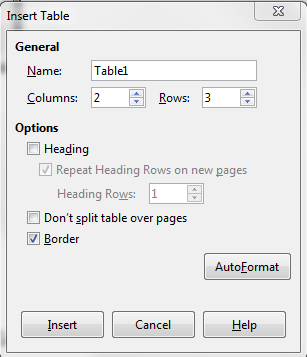 Insert Table
General
Name: Table1
Columns: 2 Rows: 3
Options
Heading
Repeat Heading Rows on new pages
Heading Rows: 1
Don't split table over pages
Border
AutoFormat
Insert Cancel Help